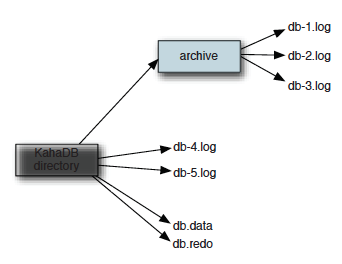 db-1.log
archive
db-2.log
db-3.log
KahaDB
directory
db-4.log
db-5.log
db.data
db.redo